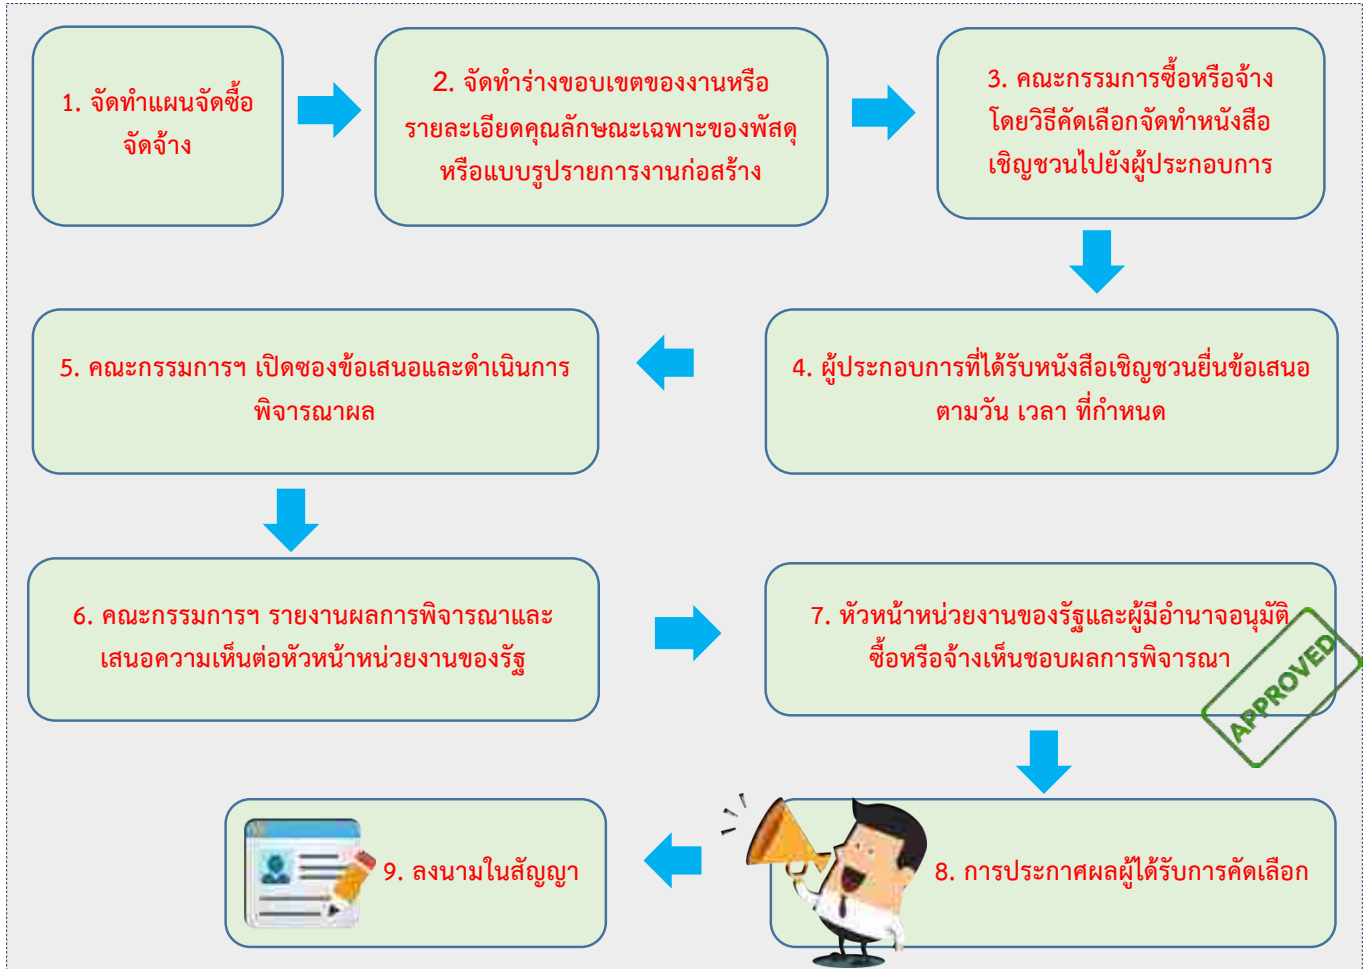 1. จัดทำแผนจัดซื้อ
จัดจ้าง
2. จัดทำร่างขอบเขตของงานหรือ
รายละเอียดคุณลักษณะเฉพาะของพัสดุ
หรือแบบรูปรายการงานก่อสร้าง
3. คณะกรรมการซื้อหรือจ้าง
โดยวิธีคัดเลือกจัดทำหนังสือ
เชิญชวนไปยังผู้ประกอบการ
4. ผู้ประกอบการที่ได้รับหนังสือเชิญชวนยื่นข้อเสนอ
ตามวัน เวลา ที่กำหนด
5. คณะกรรมการฯ เปิดซองข้อเสนอและดำเนินการ
พิจารณาผล
6. คณะกรรมการฯ รายงานผลการพิจารณาและ
เสนอความเห็นต่อหัวหน้าหน่วยงานของรัฐ
7. หัวหน้าหน่วยงานของรัฐและผู้มีอำนาจอนุมัติ
ซื้อหรือจ้างเห็นชอบผลการพิจารณา
APPROVED
8. การประกาศผลผู้ได้รับการคัดเลือก
9. ลงนามในสัญญา